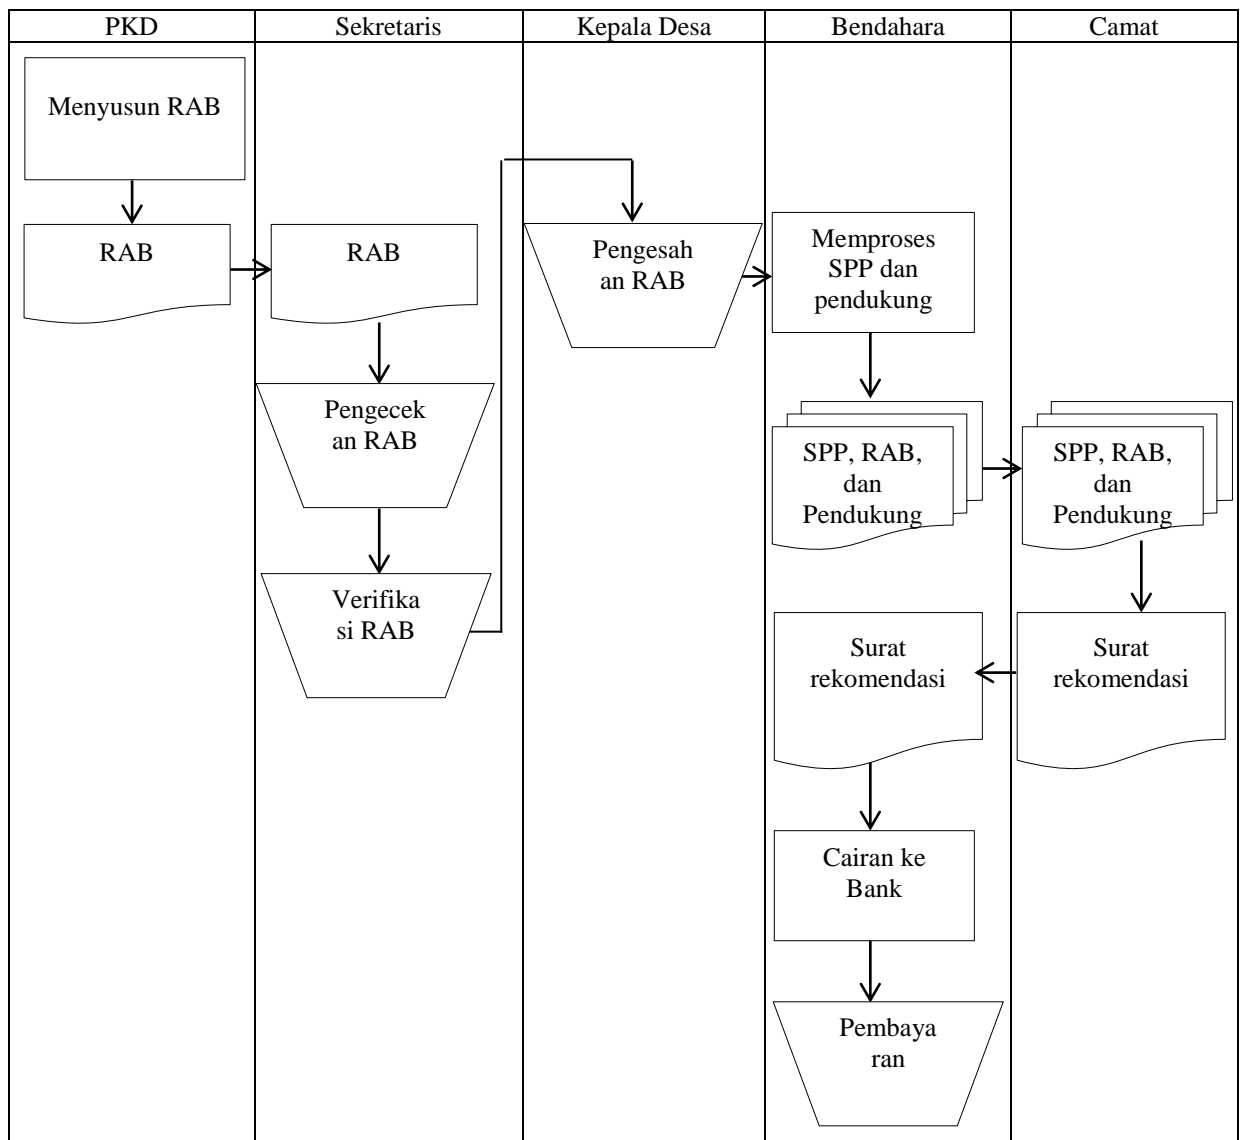 PKD
Sekretaris
Kepala Desa
Bendahara
Camat
Menyusun RAB
RAB
RAB
Pengecek
an RAB
Verifika
si RAB
Pengesah
an RAB
Memproses
SPP dan
pendukung
SPP, RAB,
dan
Pendukung
SPP, RAB,
dan
Pendukung
Surat
rekomendasi
Surat
rekomendasi
Cairan ke
Bank
Pembaya
ran